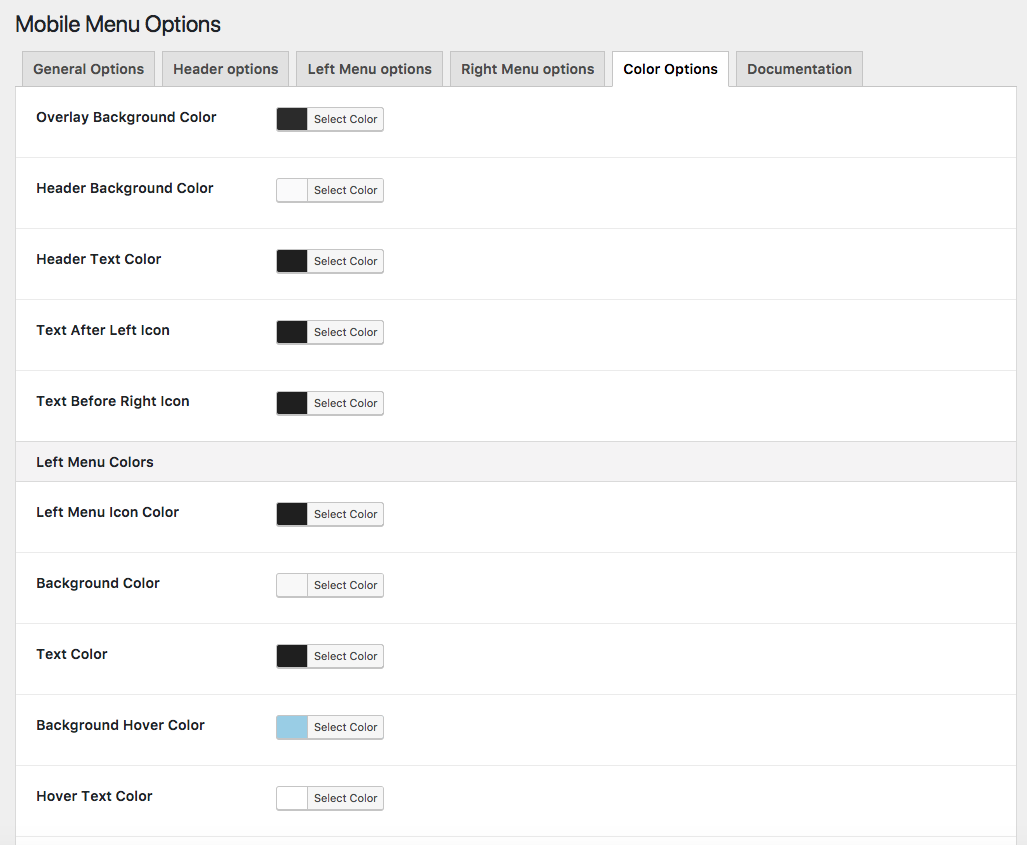 Mobile Menu Options
General Options Header options Left Menu options Right Menu options Color Options Documentation
Overlay Background Color Select Color
Header Background Color Select Color
Header Text Color Select Color
Text After Left Icon Select Color
Text Before Right Icon Select Color
Left Menu Colors
Left Menu Icon Color Select Color
Background Color Select Color
Text Color Select Color
Background Hover Color Select Color
Hover Text Color Select Color